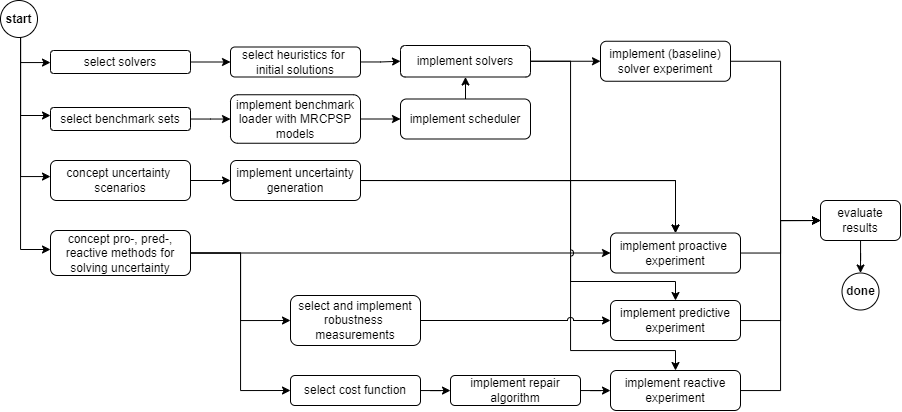 start
select solvers
select heuristics for
initial solutions
implement solvers
implement (baseline)
solver experiment
select benchmark sets
implement benchmark
loader with MRCPSP
models
implement scheduler
concept uncertainty
scenarios
implement uncertainty
generation
concept pro-, pred-,
reactive methods for
solving uncertainty
implement proactive
experiment
evaluate
results
done
select and implement
robustness
measurements
implement predictive
experiment
select cost function
implement repair
algorithm
implement reactive
experiment